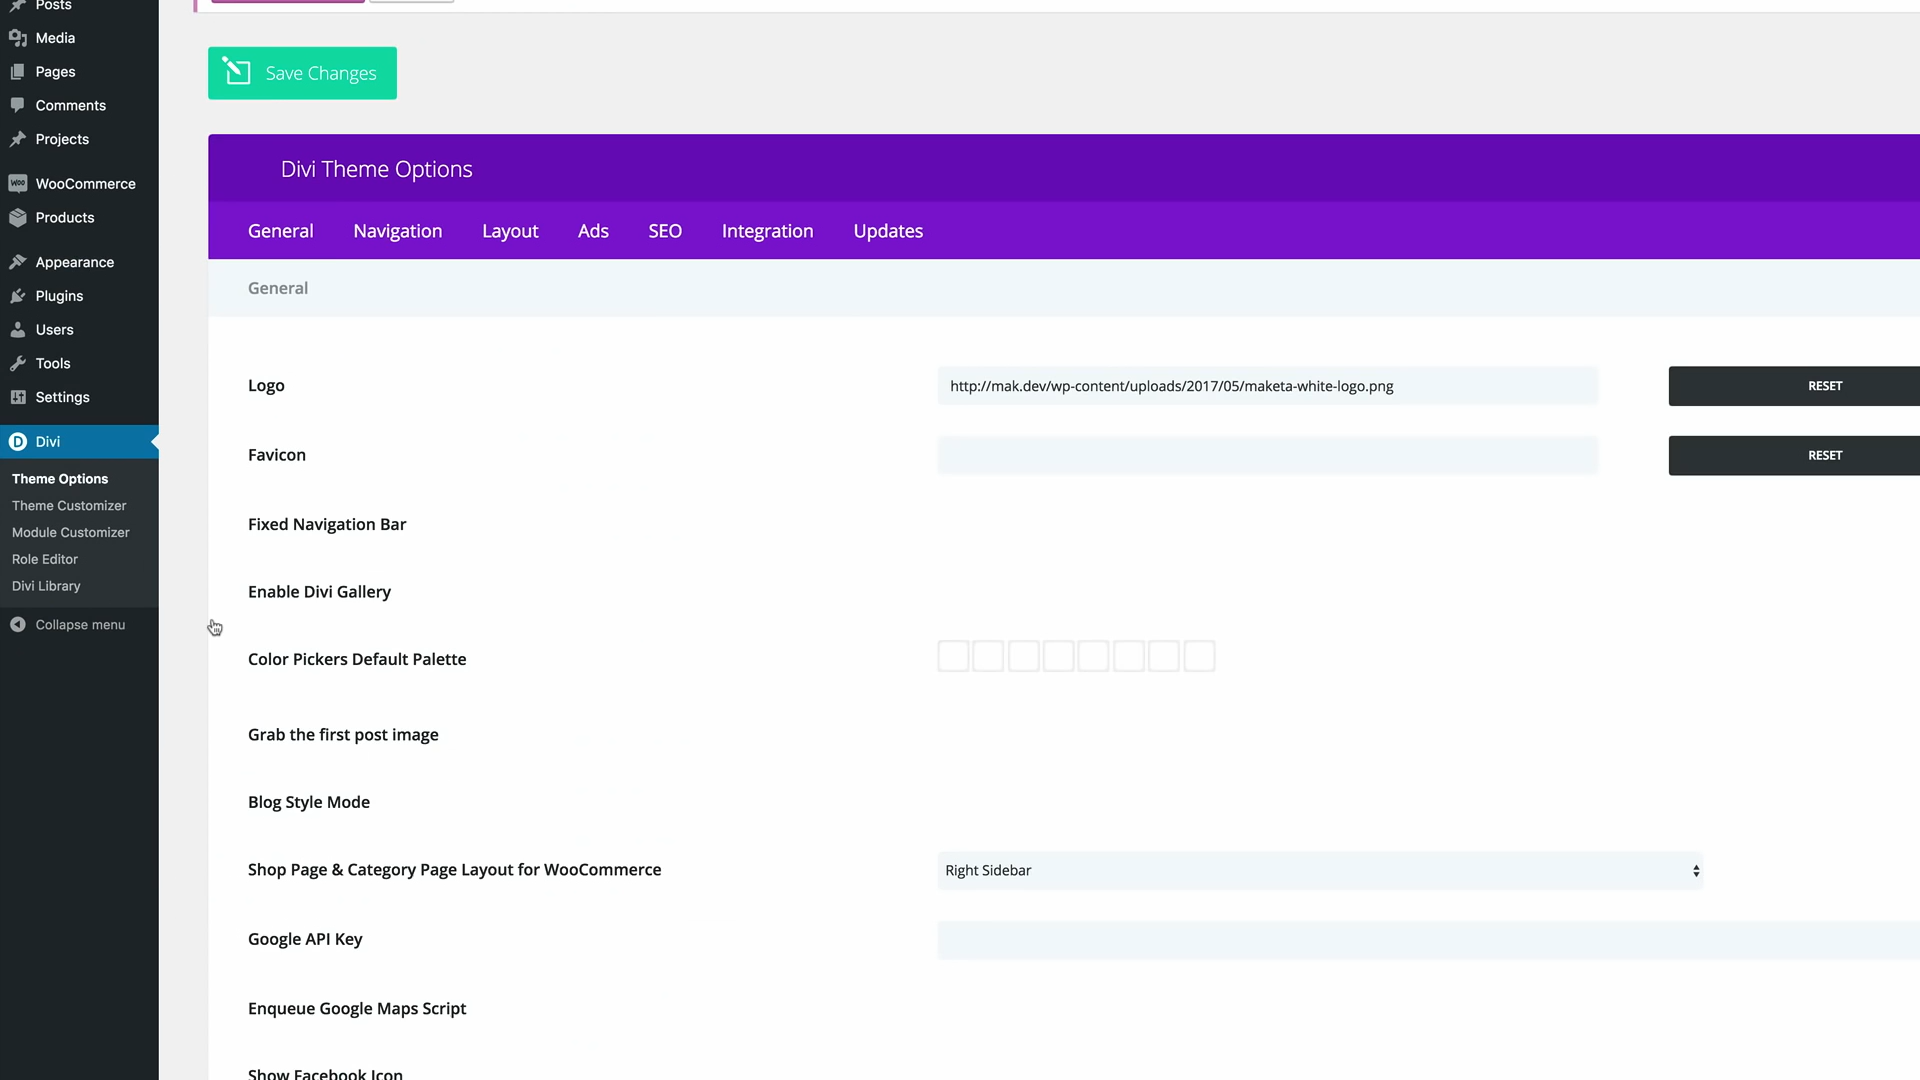 Posts
Media
Pages
Comments
Projects
WooCommerce
Products
Appearance
Plugins
Users
Tools
Settings
Divi
Theme Options
Theme Customizer
Module Customizer
Role Editor
Divi Library
Collapse menu
Save Changes
Divi Theme Options
General Navigation Layout Ads SEO Integration Updates
General
Logo http://mak.dev/wp-content/uploads/2017/05/maketa-white-logo.png RESET
Favicon RESET
Fixed Navigation Bar
Enable Divi Gallery
Color Pickers Default Palette
Grab the first post image
Blog Style Mode
Shop Page & Category Page Layout for WooCommerce Right Sidebar
Google API Key
Enqueue Google Maps Script
Show Facebook Icon